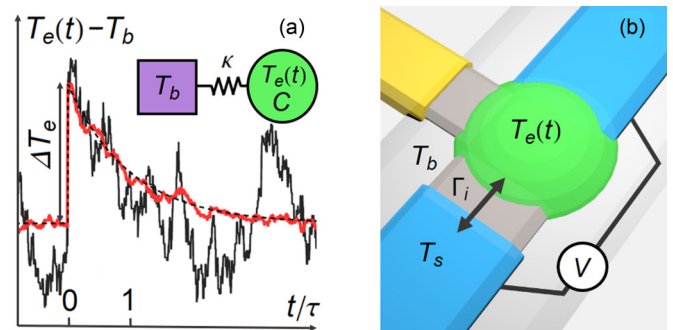 T_e(t) – T_b
(a)
κ
T_b
T_e(t)
C
ΔT_e
0
1
t/τ
(b)
T_e(t)
T_b
Γ_i
T_s
V